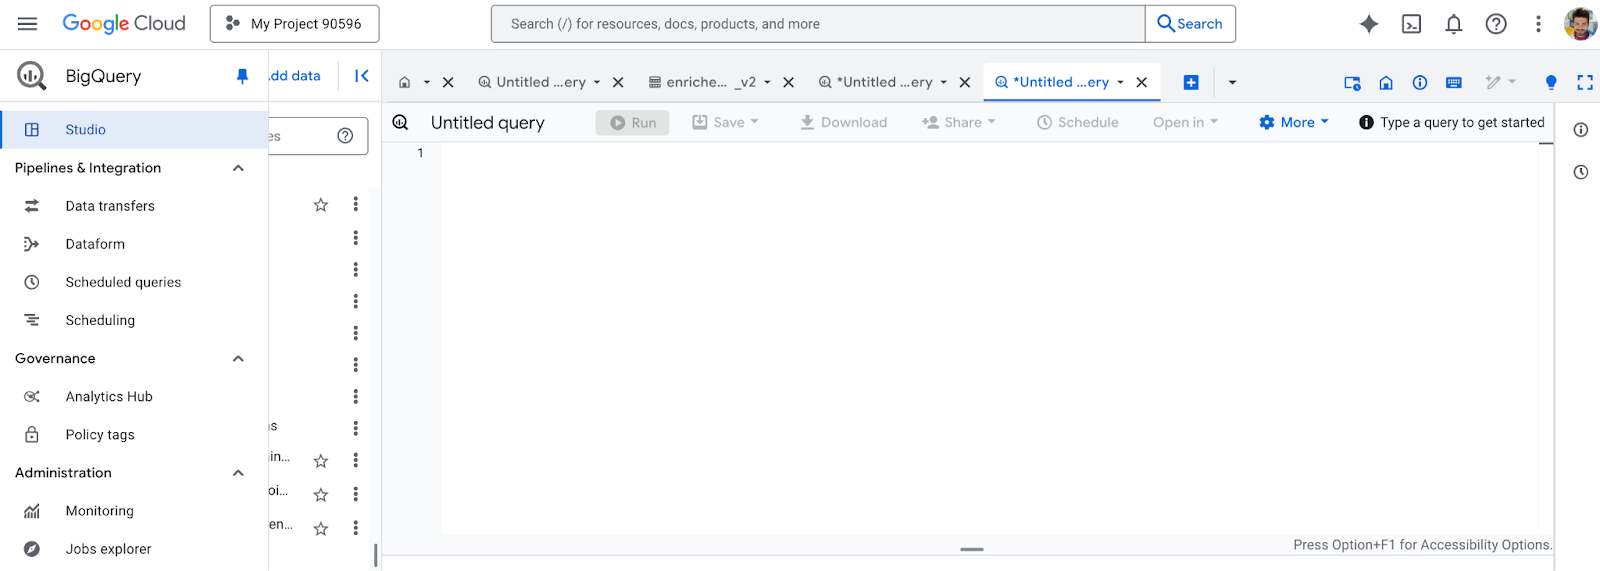 Google Cloud
My Project 90596
Search (/) for resources, docs, products, and more
Search
BigQuery
dd data
Untitled ...ery
enriche... _v2
*Untitled ...ery
*Untitled ...ery
Studio
es
Untitled query
Run
Save
Download
Share
Schedule
Open in
More
Type a query to get started
1
Pipelines & Integration
Data transfers
Dataform
Scheduled queries
Scheduling
Governance
Analytics Hub
Policy tags
ns
in...
oi...
en...
Administration
Monitoring
Jobs explorer
Press Option+F1 for Accessibility Options.